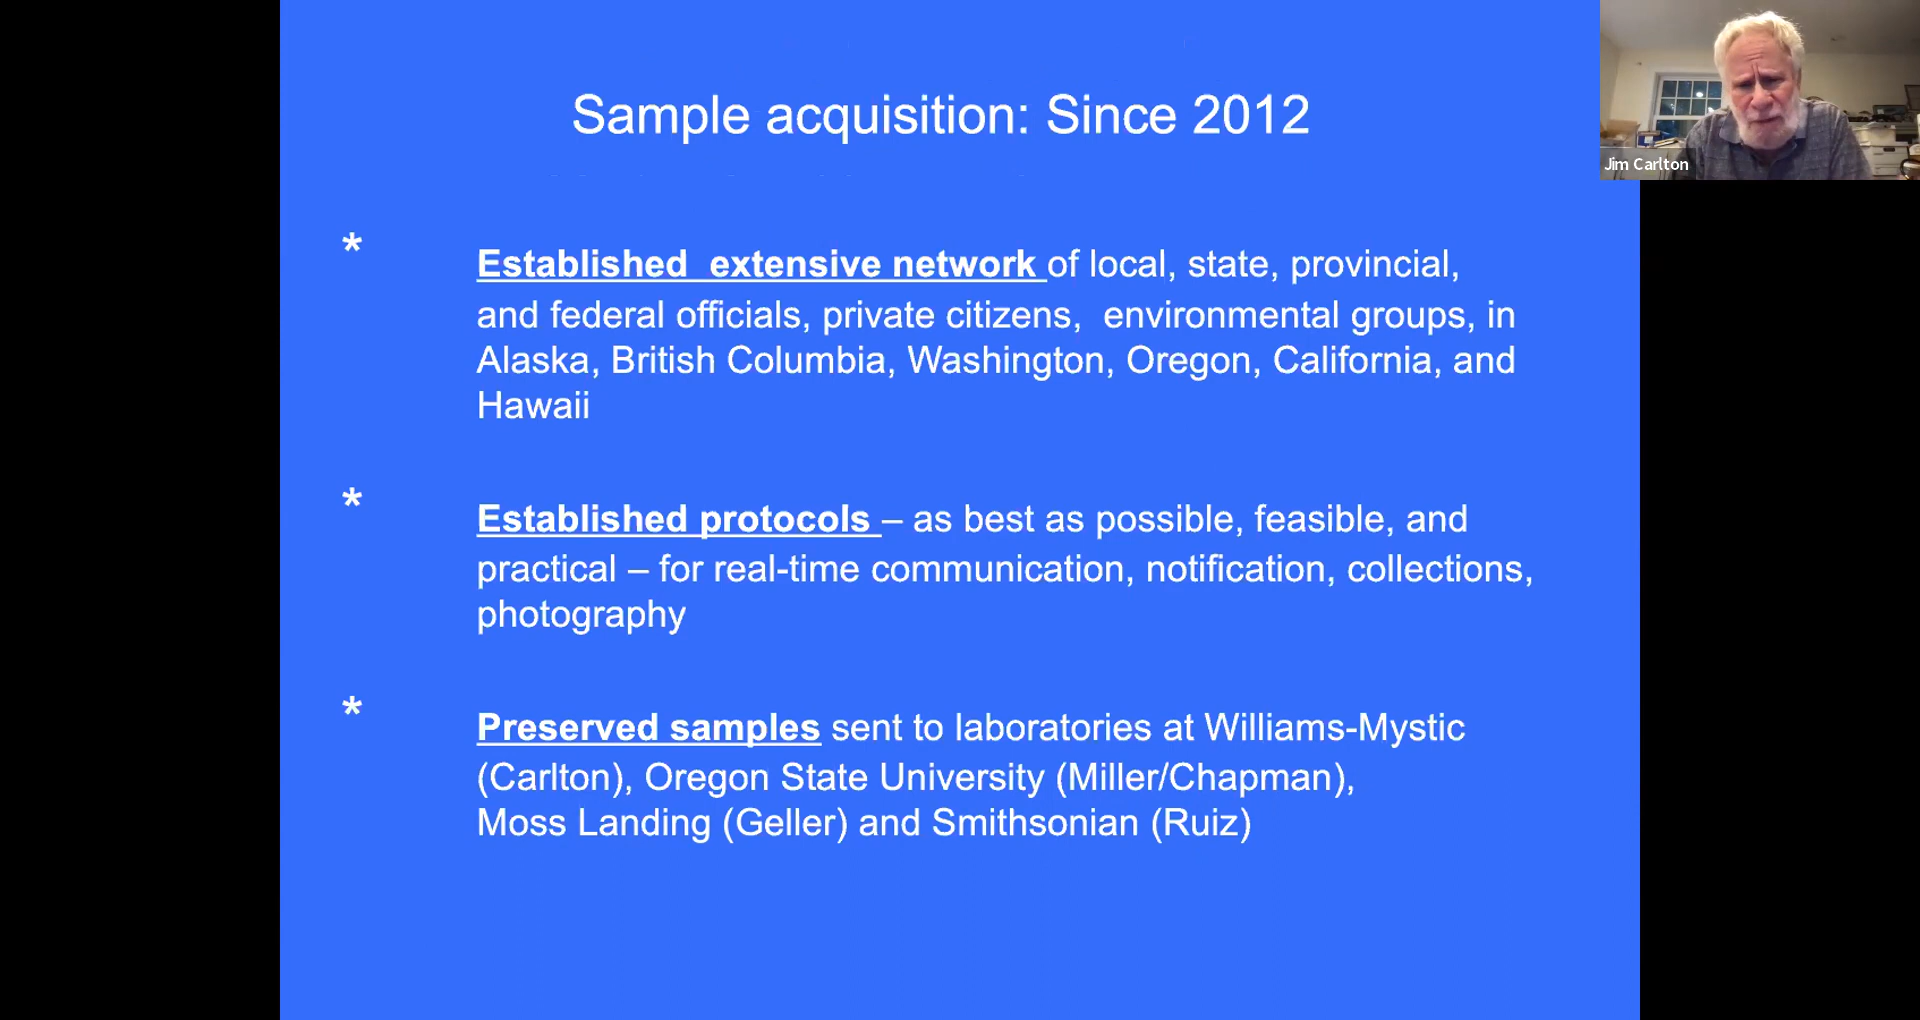 Sample acquisition: Since 2012
Jim Carlton
* Established  extensive network of local, state, provincial,
and federal officials, private citizens,  environmental groups, in
Alaska, British Columbia, Washington, Oregon, California, and
Hawaii
* Established protocols – as best as possible, feasible, and
practical – for real-time communication, notification, collections,
photography
* Preserved samples sent to laboratories at Williams-Mystic
(Carlton), Oregon State University (Miller/Chapman),
Moss Landing (Geller) and Smithsonian (Ruiz)